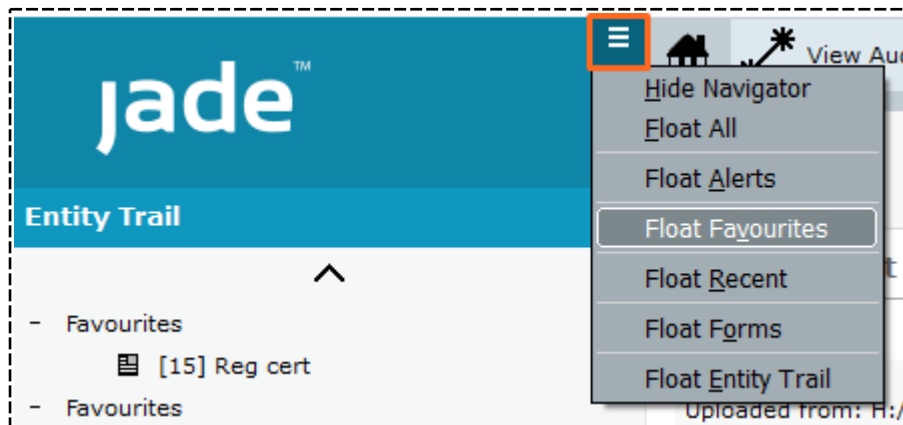 jade™
View Au
Hide Navigator
Float All
Float Alerts
Float Favourites
Float Recent
Float Forms
Float Entity Trail
Entity Trail
- Favourites
[15] Reg cert
- Favourites
t
Uploaded from: H:/